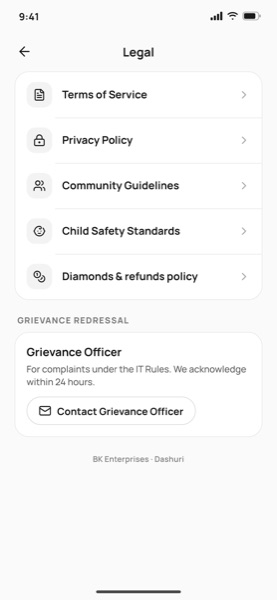 9:41
Legal
Terms of Service
Privacy Policy
Community Guidelines
Child Safety Standards
Diamonds & refunds policy
GRIEVANCE REDRESSAL
Grievance Officer
For complaints under the IT Rules. We acknowledge
within 24 hours.
Contact Grievance Officer
BK Enterprises · Dashuri